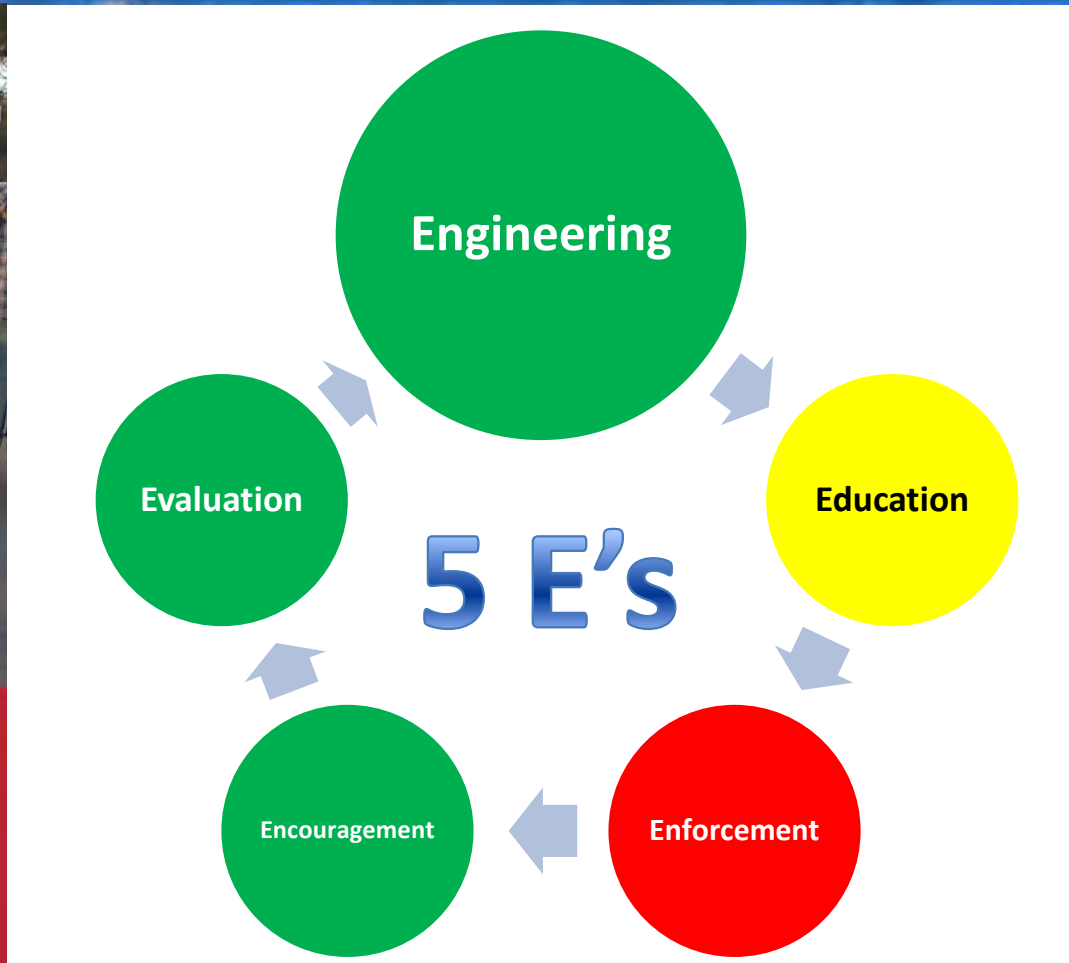 Engineering
Education
Enforcement
Encouragement
Evaluation
5 E’s